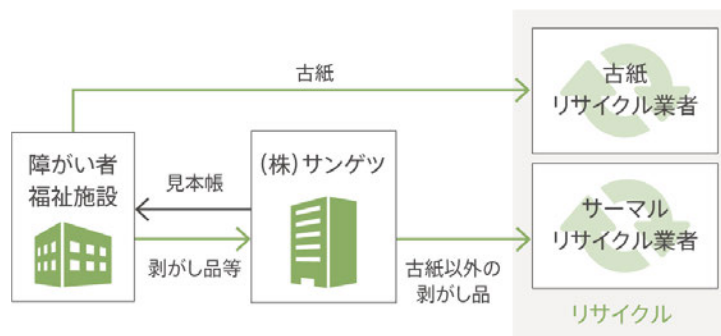 古紙
古紙
リサイクル業者
障がい者
福祉施設
見本帳
(株)サンゲツ
剥がし品等
古紙以外の
剥がし品
サーマル
リサイクル業者
リサイクル